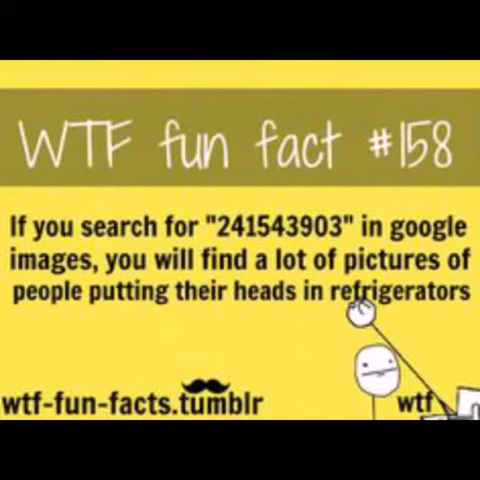 WTF fun fact #158
If you search for "241543903" in google
images, you will find a lot of pictures of
people putting their heads in refrigerators
wtf-fun-facts.tumblr
wtf